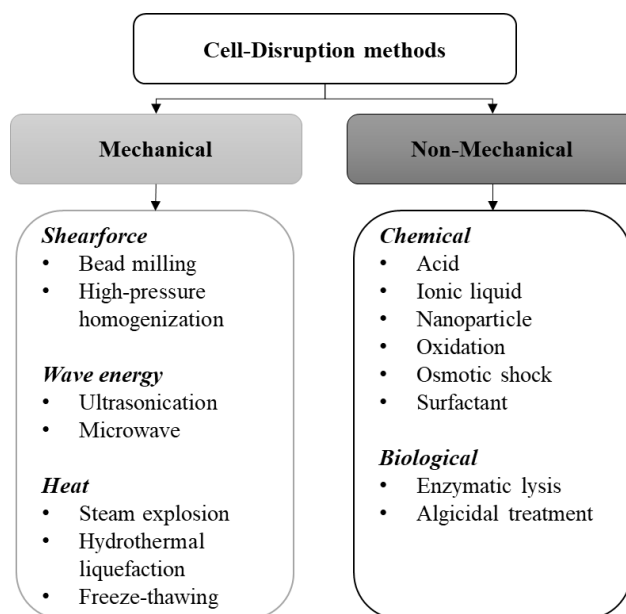 Cell-Disruption methods
Mechanical
Non-Mechanical
Shearforce
• Bead milling
• High-pressure
homogenization
Wave energy
• Ultrasonication
• Microwave
Heat
• Steam explosion
• Hydrothermal
liquefaction
• Freeze-thawing
Chemical
• Acid
• Ionic liquid
• Nanoparticle
• Oxidation
• Osmotic shock
• Surfactant
Biological
• Enzymatic lysis
• Algicidal treatment